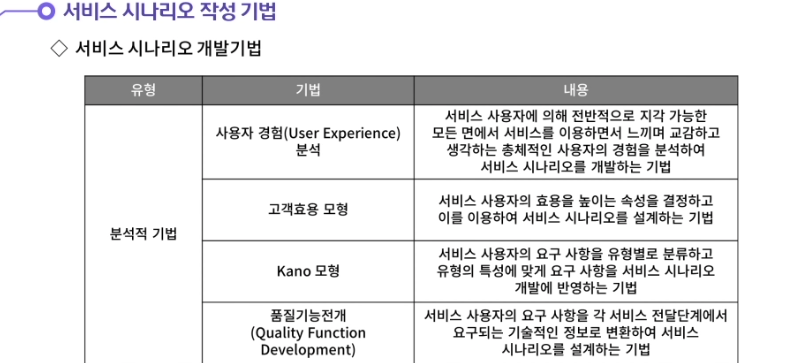 서비스 시나리오 작성 기법
◇ 서비스 시나리오 개발기법
유형 기법 내용
분석적 기법
사용자 경험(User Experience)
분석
서비스 사용자에 의해 전반적으로 지각 가능한
모든 면에서 서비스를 이용하면서 느끼며 교감하고
생각하는 총체적인 사용자의 경험을 분석하여
서비스 시나리오를 개발하는 기법
고객효용 모형
서비스 사용자의 효용을 높이는 속성을 결정하고
이를 이용하여 서비스 시나리오를 설계하는 기법
Kano 모형
서비스 사용자의 요구 사항을 유형별로 분류하고
유형의 특성에 맞게 요구 사항을 서비스 시나리오
개발에 반영하는 기법
품질기능전개
(Quality Function
Development)
서비스 사용자의 요구 사항을 각 서비스 전달단계에서
요구되는 기술적인 정보로 변환하여 서비스
시나리오를 설계하는 기법